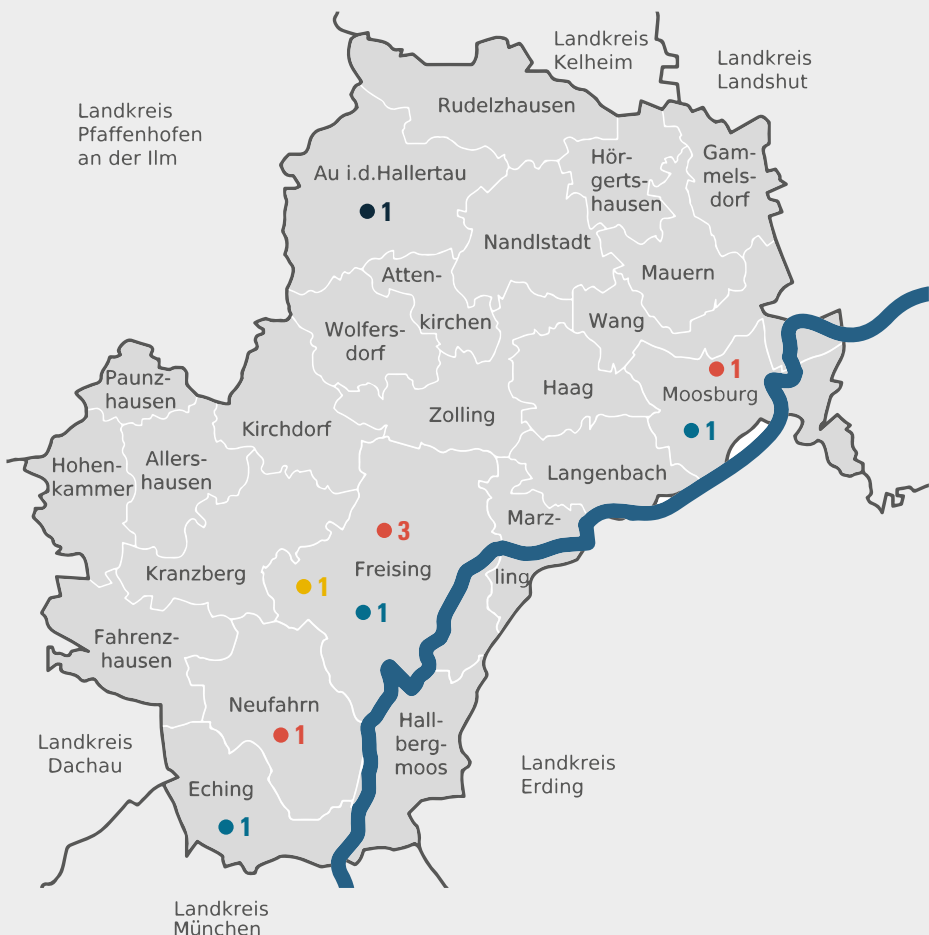 Landkreis
Kelheim
Landkreis
Landshut
Landkreis
Pfaffenhofen
an der Ilm
Rudelzhausen
Au i.d.Hallertau
1
Hör-
gerts-
hausen
Gam-
mels-
dorf
Nandlstadt
Mauern
Atten-
kirchen
Wolfers-
dorf
Wang
Paunz-
hausen
Haag
1
Moosburg
1
Kirchdorf
Zolling
Hohen-
kammer
Allers-
hausen
Langenbach
Marz-
ling
3
Freising
1
1
Kranzberg
Fahrenz-
hausen
Neufahrn
1
Hall-
berg-
moos
Landkreis
Dachau
Landkreis
Erding
Eching
1
Landkreis
München